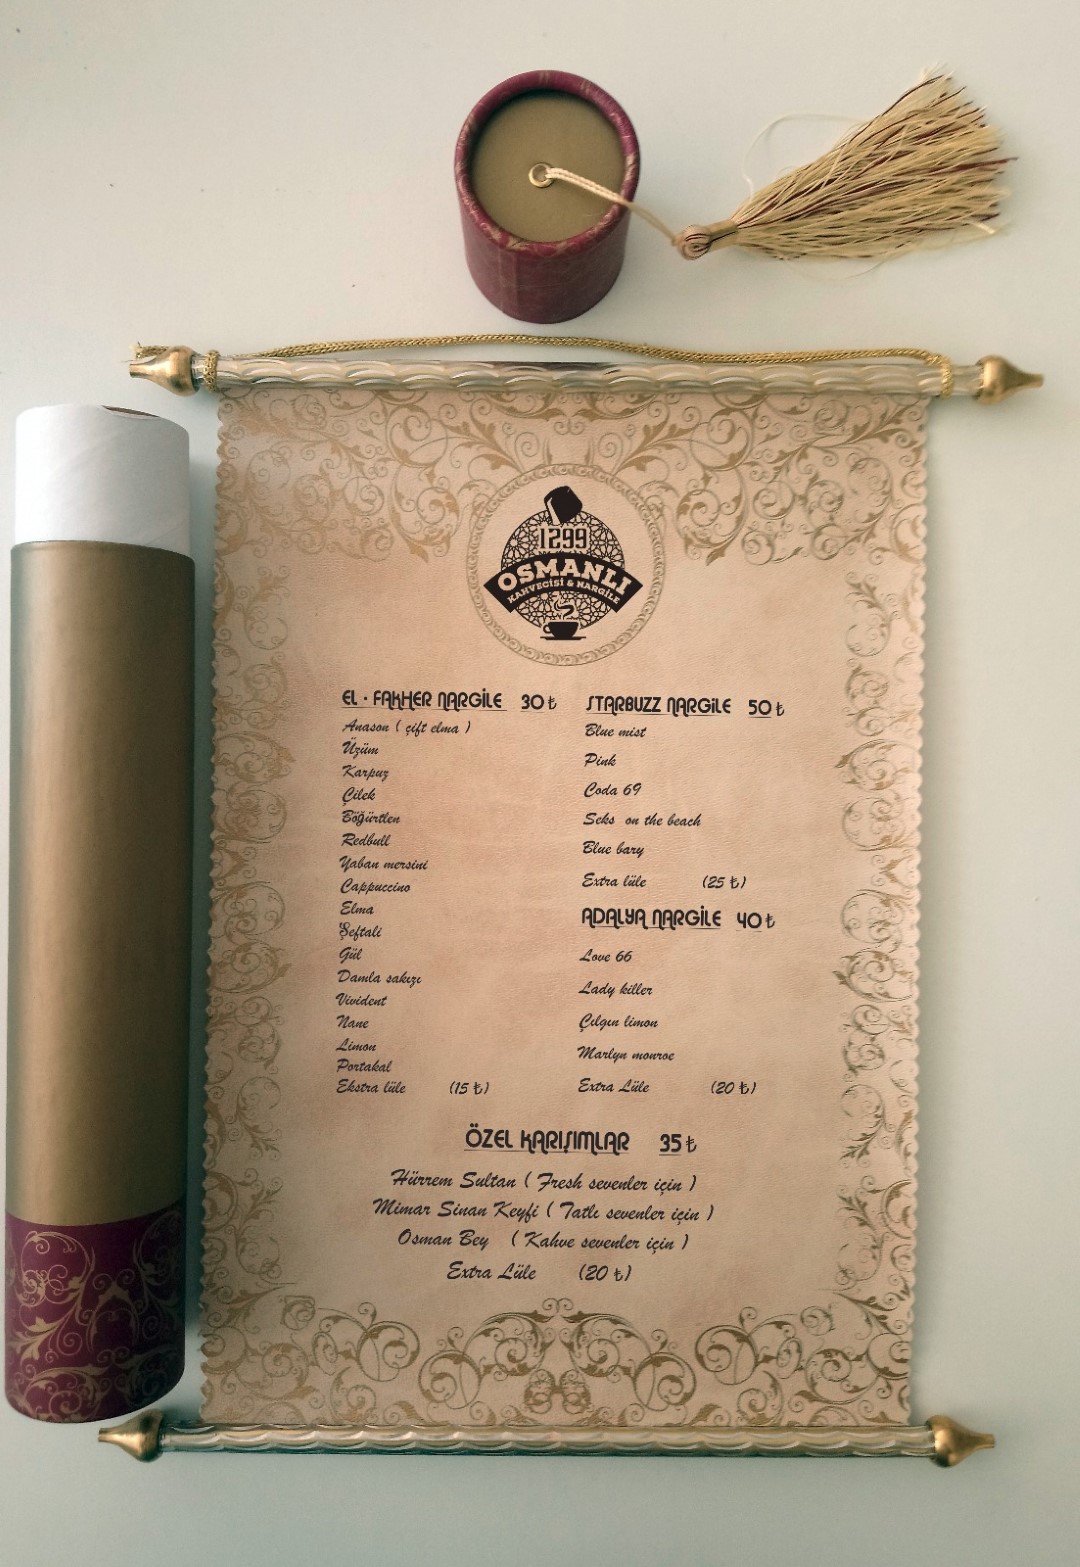 1299
OSMANLI
KAHVECİSİ & NARGİLE
EL · FAKHER NARGİLE 30 ₺
Anason ( çift elma )
Üzüm
Karpuz
Çilek
Böğürtlen
Redbull
Yaban mersini
Cappuccino
Elma
Şeftali
Gül
Damla sakızı
Vivident
Nane
Limon
Portakal
Ekstra lüle (15 ₺)
STARBUZZ NARGİLE 50 ₺
Blue mist
Pink
Coda 69
Seks on the beach
Blue bary
Extra lüle (25 ₺)
ADALYA NARGİLE 40 ₺
Love 66
Lady killer
Çılgın limon
Marlyn monroe
Extra Lüle (20 ₺)
ÖZEL KARIŞIMLAR 35 ₺
Hürrem Sultan ( Fresh sevenler için )
Mimar Sinan Keyfi ( Tatlı sevenler için )
Osman Bey ( Kahve sevenler için )
Extra Lüle (20 ₺)